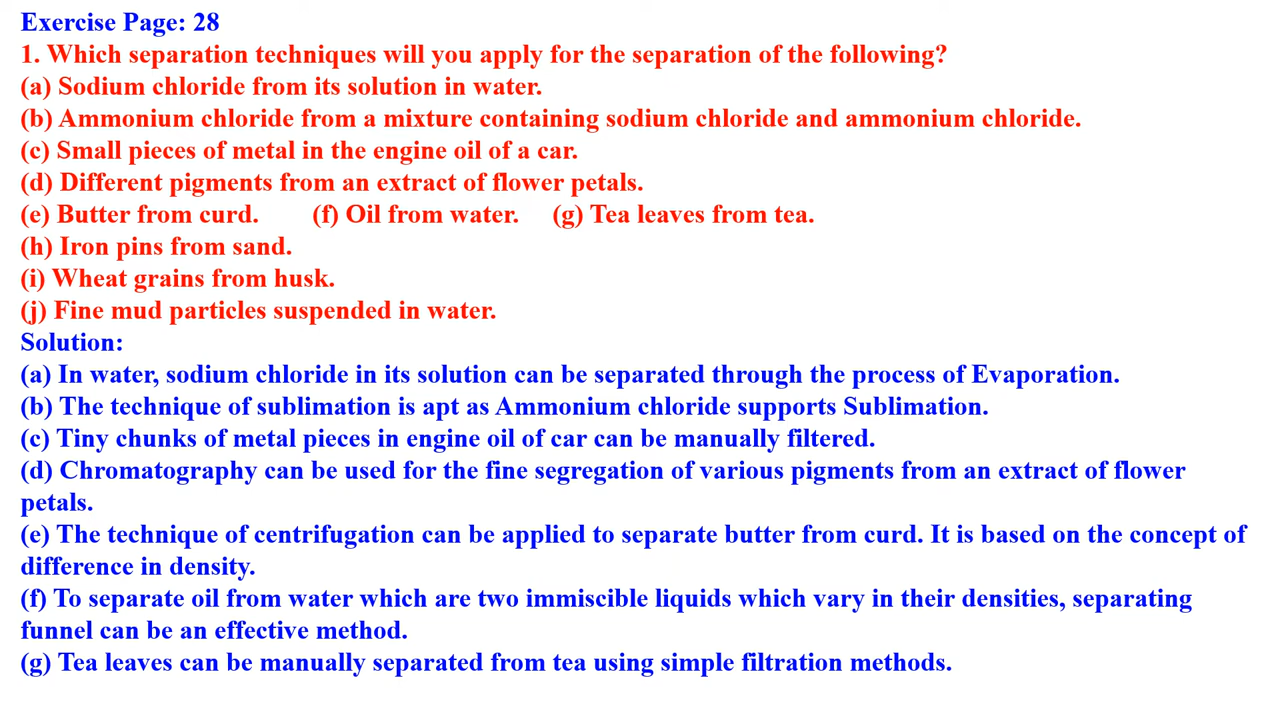 Exercise Page: 28
1. Which separation techniques will you apply for the separation of the following?
(a) Sodium chloride from its solution in water.
(b) Ammonium chloride from a mixture containing sodium chloride and ammonium chloride.
(c) Small pieces of metal in the engine oil of a car.
(d) Different pigments from an extract of flower petals.
(e) Butter from curd. (f) Oil from water. (g) Tea leaves from tea.
(h) Iron pins from sand.
(i) Wheat grains from husk.
(j) Fine mud particles suspended in water.
Solution:
(a) In water, sodium chloride in its solution can be separated through the process of Evaporation.
(b) The technique of sublimation is apt as Ammonium chloride supports Sublimation.
(c) Tiny chunks of metal pieces in engine oil of car can be manually filtered.
(d) Chromatography can be used for the fine segregation of various pigments from an extract of flower
petals.
(e) The technique of centrifugation can be applied to separate butter from curd. It is based on the concept of
difference in density.
(f) To separate oil from water which are two immiscible liquids which vary in their densities, separating
funnel can be an effective method.
(g) Tea leaves can be manually separated from tea using simple filtration methods.